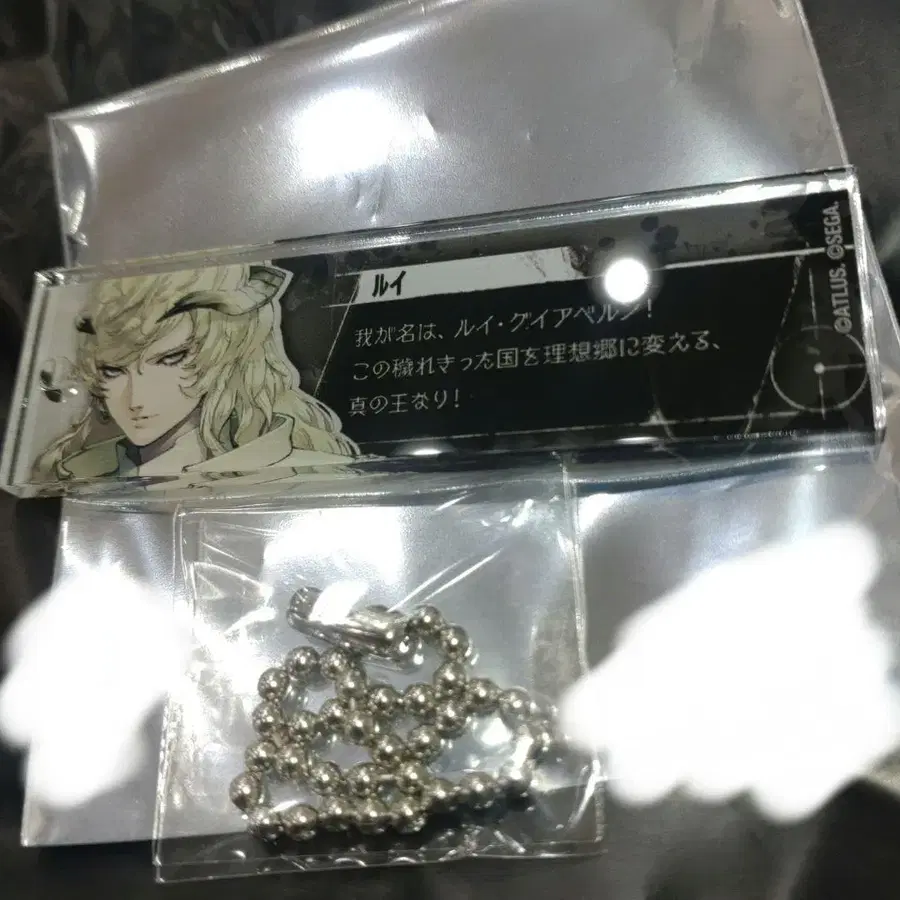 ルイ
我が名は、ルイ・グイアベルン!
この穢れきった国を理想郷に変える、
真の王なり!
©ATLUS. ©SEGA.